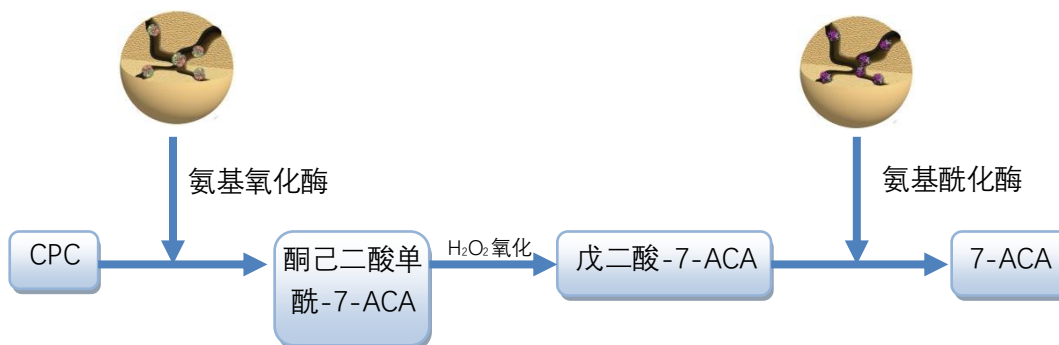 氨基氧化酶
氨基酰化酶
CPC
酮己二酸单
酰-7-ACA
H₂O₂氧化
戊二酸-7-ACA
7-ACA